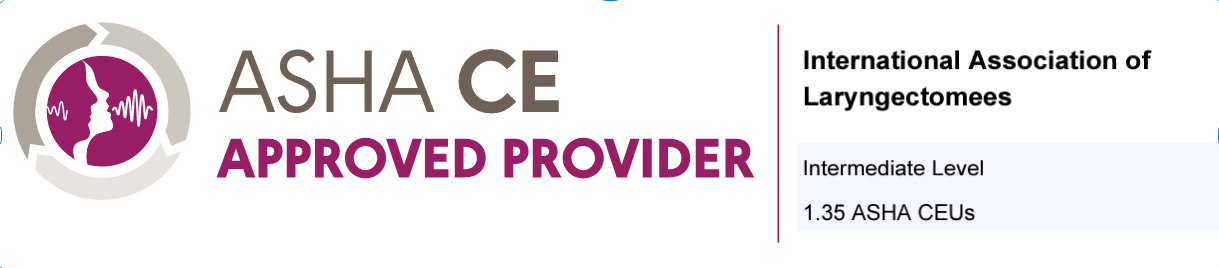 ASHA CE
APPROVED PROVIDER
International Association of
Laryngectomees
Intermediate Level
1.35 ASHA CEUs